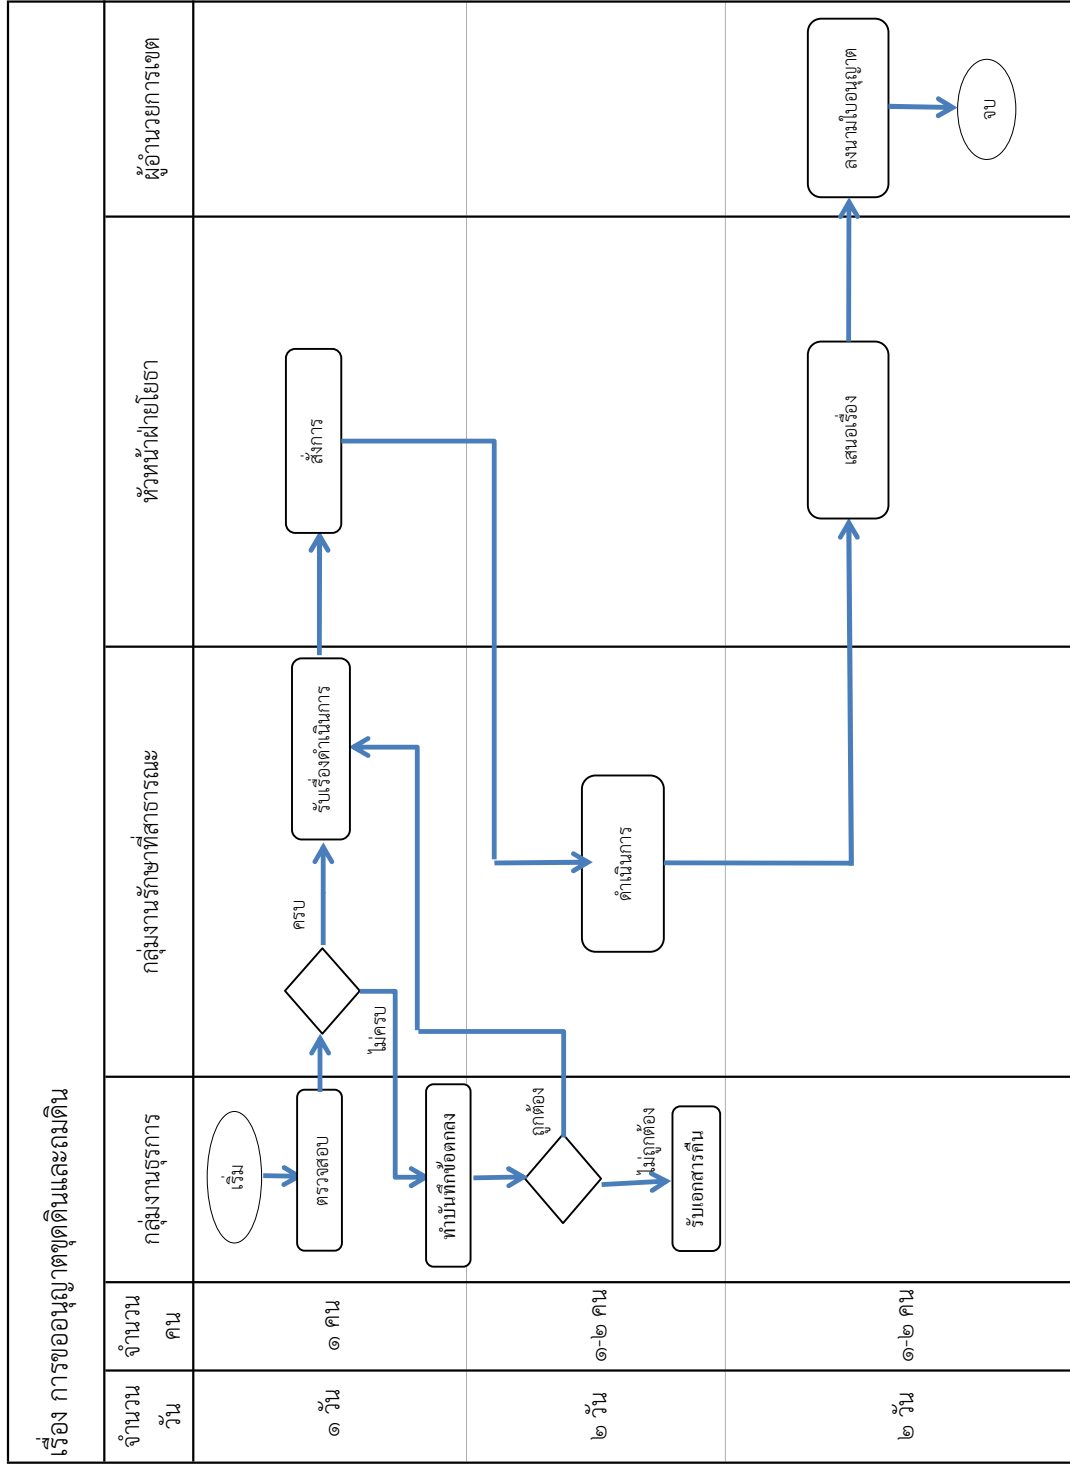 เรื่อง การขออนุญาตขุดดินและถมดิน
จำนวน
วัน
จำนวน
คน
กลุ่มงานธุรการ
กลุ่มงานรักษาที่สาธารณะ
หัวหน้าฝ่ายโยธา
ผู้อำนวยการเขต
๑ วัน
๑ คน
เริ่ม
ตรวจสอบ
ครบ
ไม่ครบ
รับเรื่องดำเนินการ
สั่งการ
ทำบันทึกข้อตกลง
๒ วัน
๑-๒ คน
ถูกต้อง
ไม่ถูกต้อง
รับเอกสารคืน
ดำเนินการ
๒ วัน
๑-๒ คน
เสนอเรื่อง
ลงนามใบอนุญาต
จบ